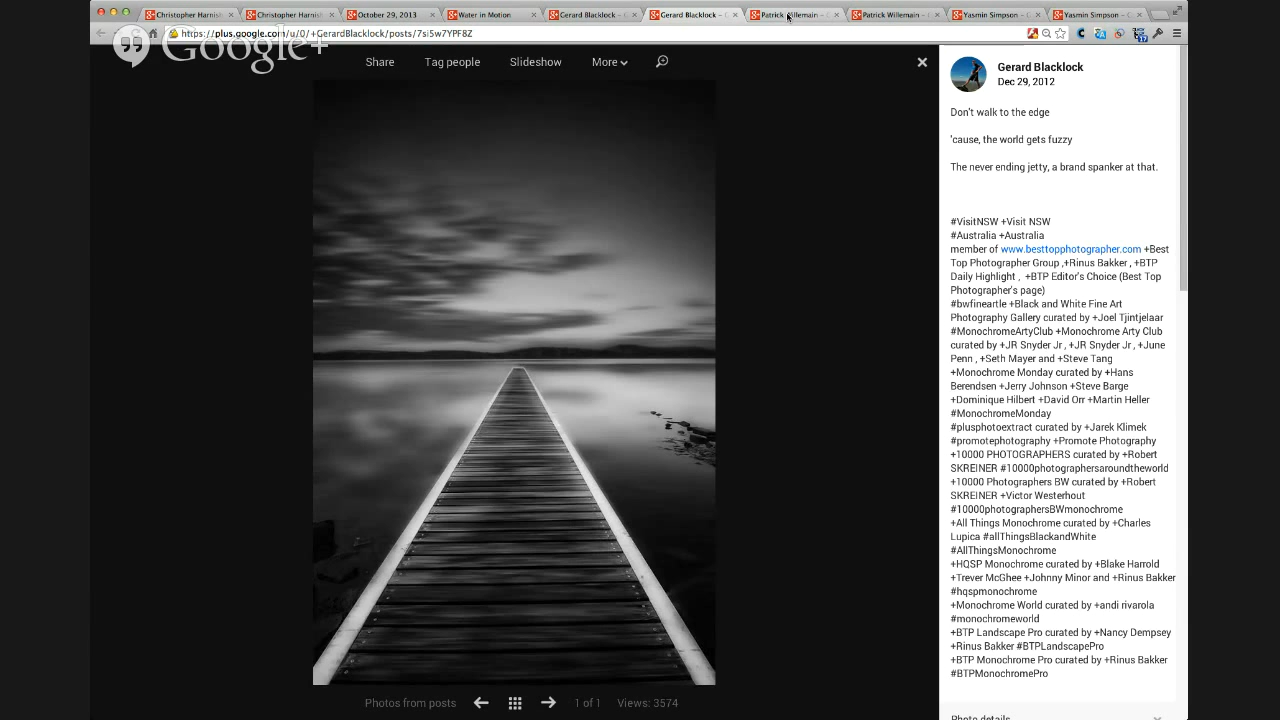 Christopher Harnish
Christopher Harnish
October 29, 2013
Water in Motion
Gerard Blacklock –
Gerard Blacklock –
Patrick Willemain –
Patrick Willemain –
Yasmin Simpson –
Yasmin Simpson –
https://plus.google.com/u/0/+GerardBlacklock/posts/7si5w7YPF8Z
Google+
Share
Tag people
Slideshow
More
Gerard Blacklock
Dec 29, 2012
Don't walk to the edge
'cause, the world gets fuzzy
The never ending jetty, a brand spanker at that.
#VisitNSW +Visit NSW
#Australia +Australia
member of www.besttopphotographer.com +Best
Top Photographer Group ,+Rinus Bakker , +BTP
Daily Highlight , +BTP Editor's Choice (Best Top
Photographer's page)
#bwfineartle +Black and White Fine Art
Photography Gallery curated by +Joel Tjintjelaar
#MonochromeArtyClub +Monochrome Arty Club
curated by +JR Snyder Jr , +JR Snyder Jr , +June
Penn , +Seth Mayer and +Steve Tang
+Monochrome Monday curated by +Hans
Berendsen +Jerry Johnson +Steve Barge
+Dominique Hilbert +David Orr +Martin Heller
#MonochromeMonday
#plusphotoextract curated by +Jarek Klimek
#promotephotography +Promote Photography
+10000 PHOTOGRAPHERS curated by +Robert
SKREINER #10000photographersaroundtheworld
+10000 Photographers BW curated by +Robert
SKREINER +Victor Westerhout
#10000photographersBWmonochrome
+All Things Monochrome curated by +Charles
Lupica #allThingsBlackandWhite
#AllThingsMonochrome
+HQSP Monochrome curated by +Blake Harrold
+Trever McGhee +Johnny Minor and +Rinus Bakker
#hqspmonochrome
+Monochrome World curated by +andi rivarola
#monochromeworld
+BTP Landscape Pro curated by +Nancy Dempsey
+Rinus Bakker #BTPLandscapePro
+BTP Monochrome Pro curated by +Rinus Bakker
#BTPMonochromePro
Photo details
Photos from posts
1 of 1
Views: 3574